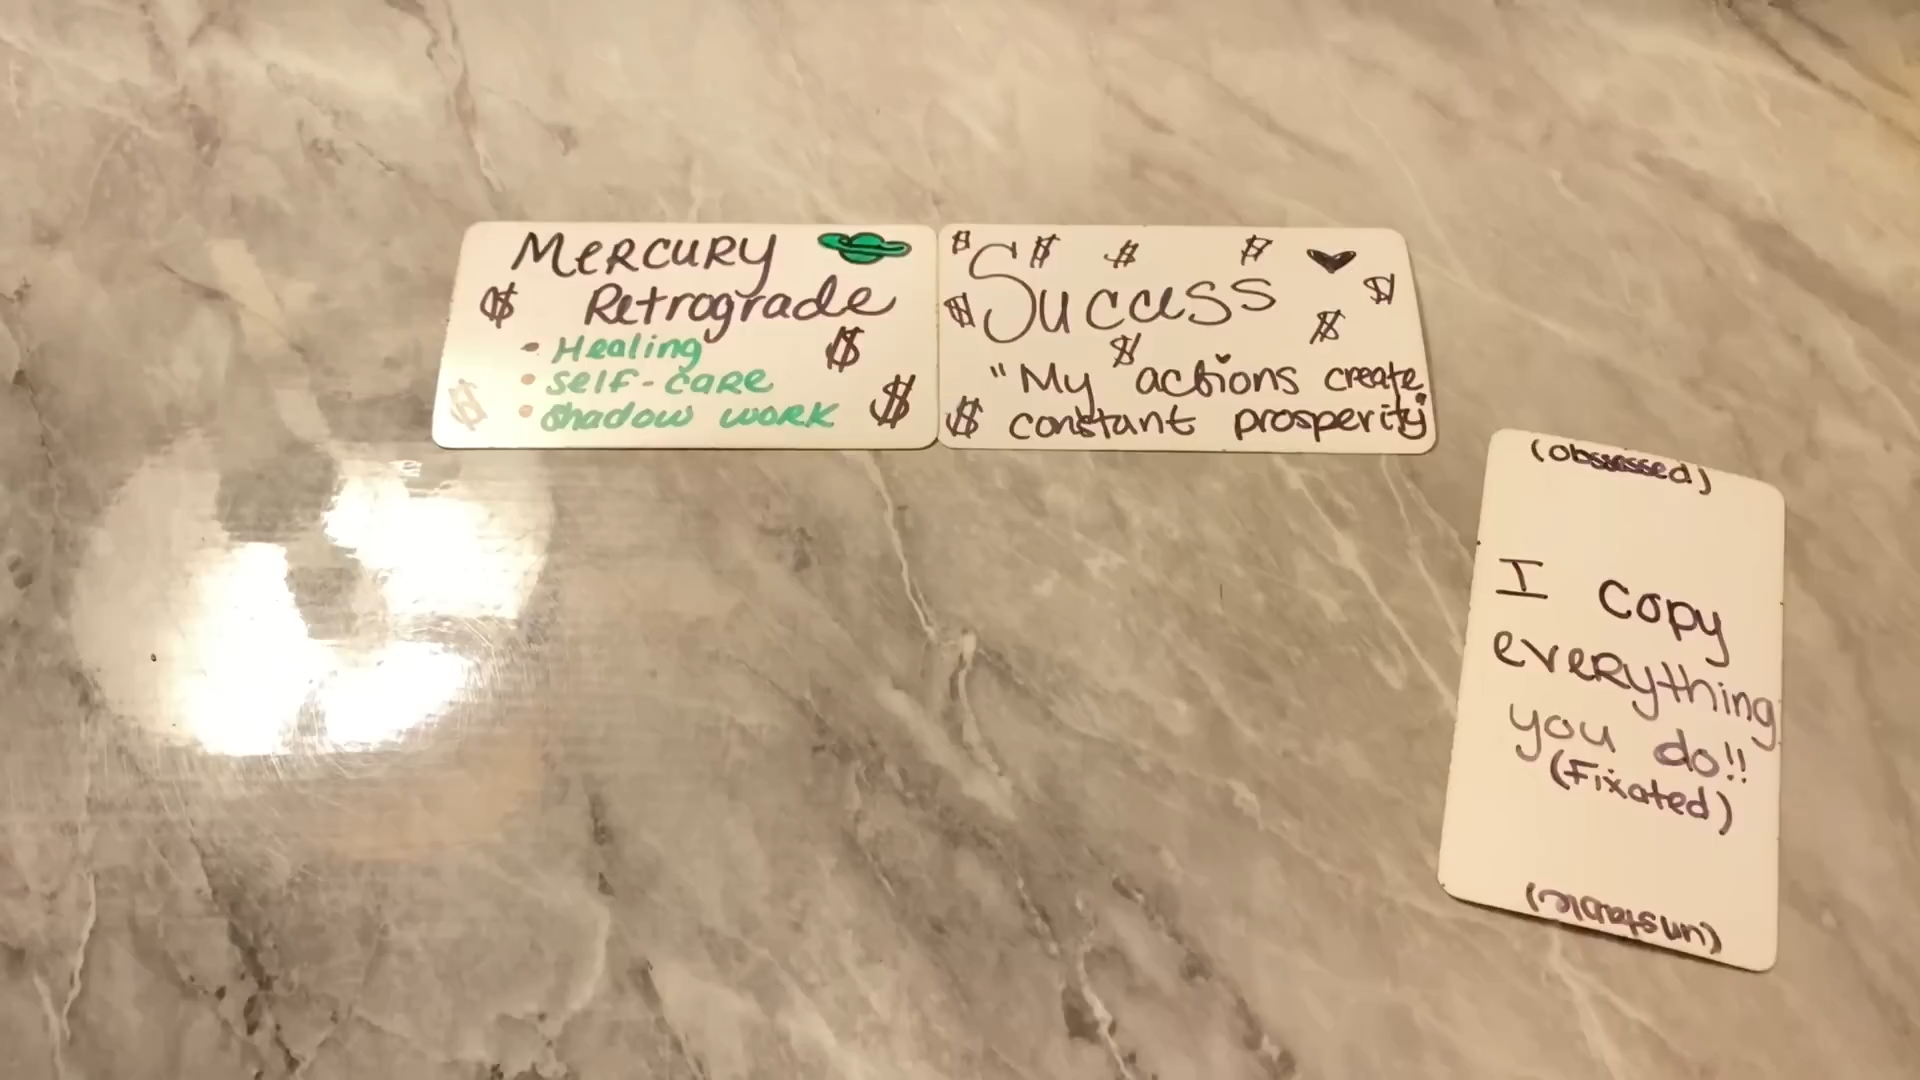 MERCURY
Retrograde
• Healing
• self-care
• shadow work
$ $ $ $
Success
"My actions create
constant prosperity
$ $ $ $ $ $ $ $ $
(obssessed)
I copy
everything
you do!!
(Fixated)
(unstable)